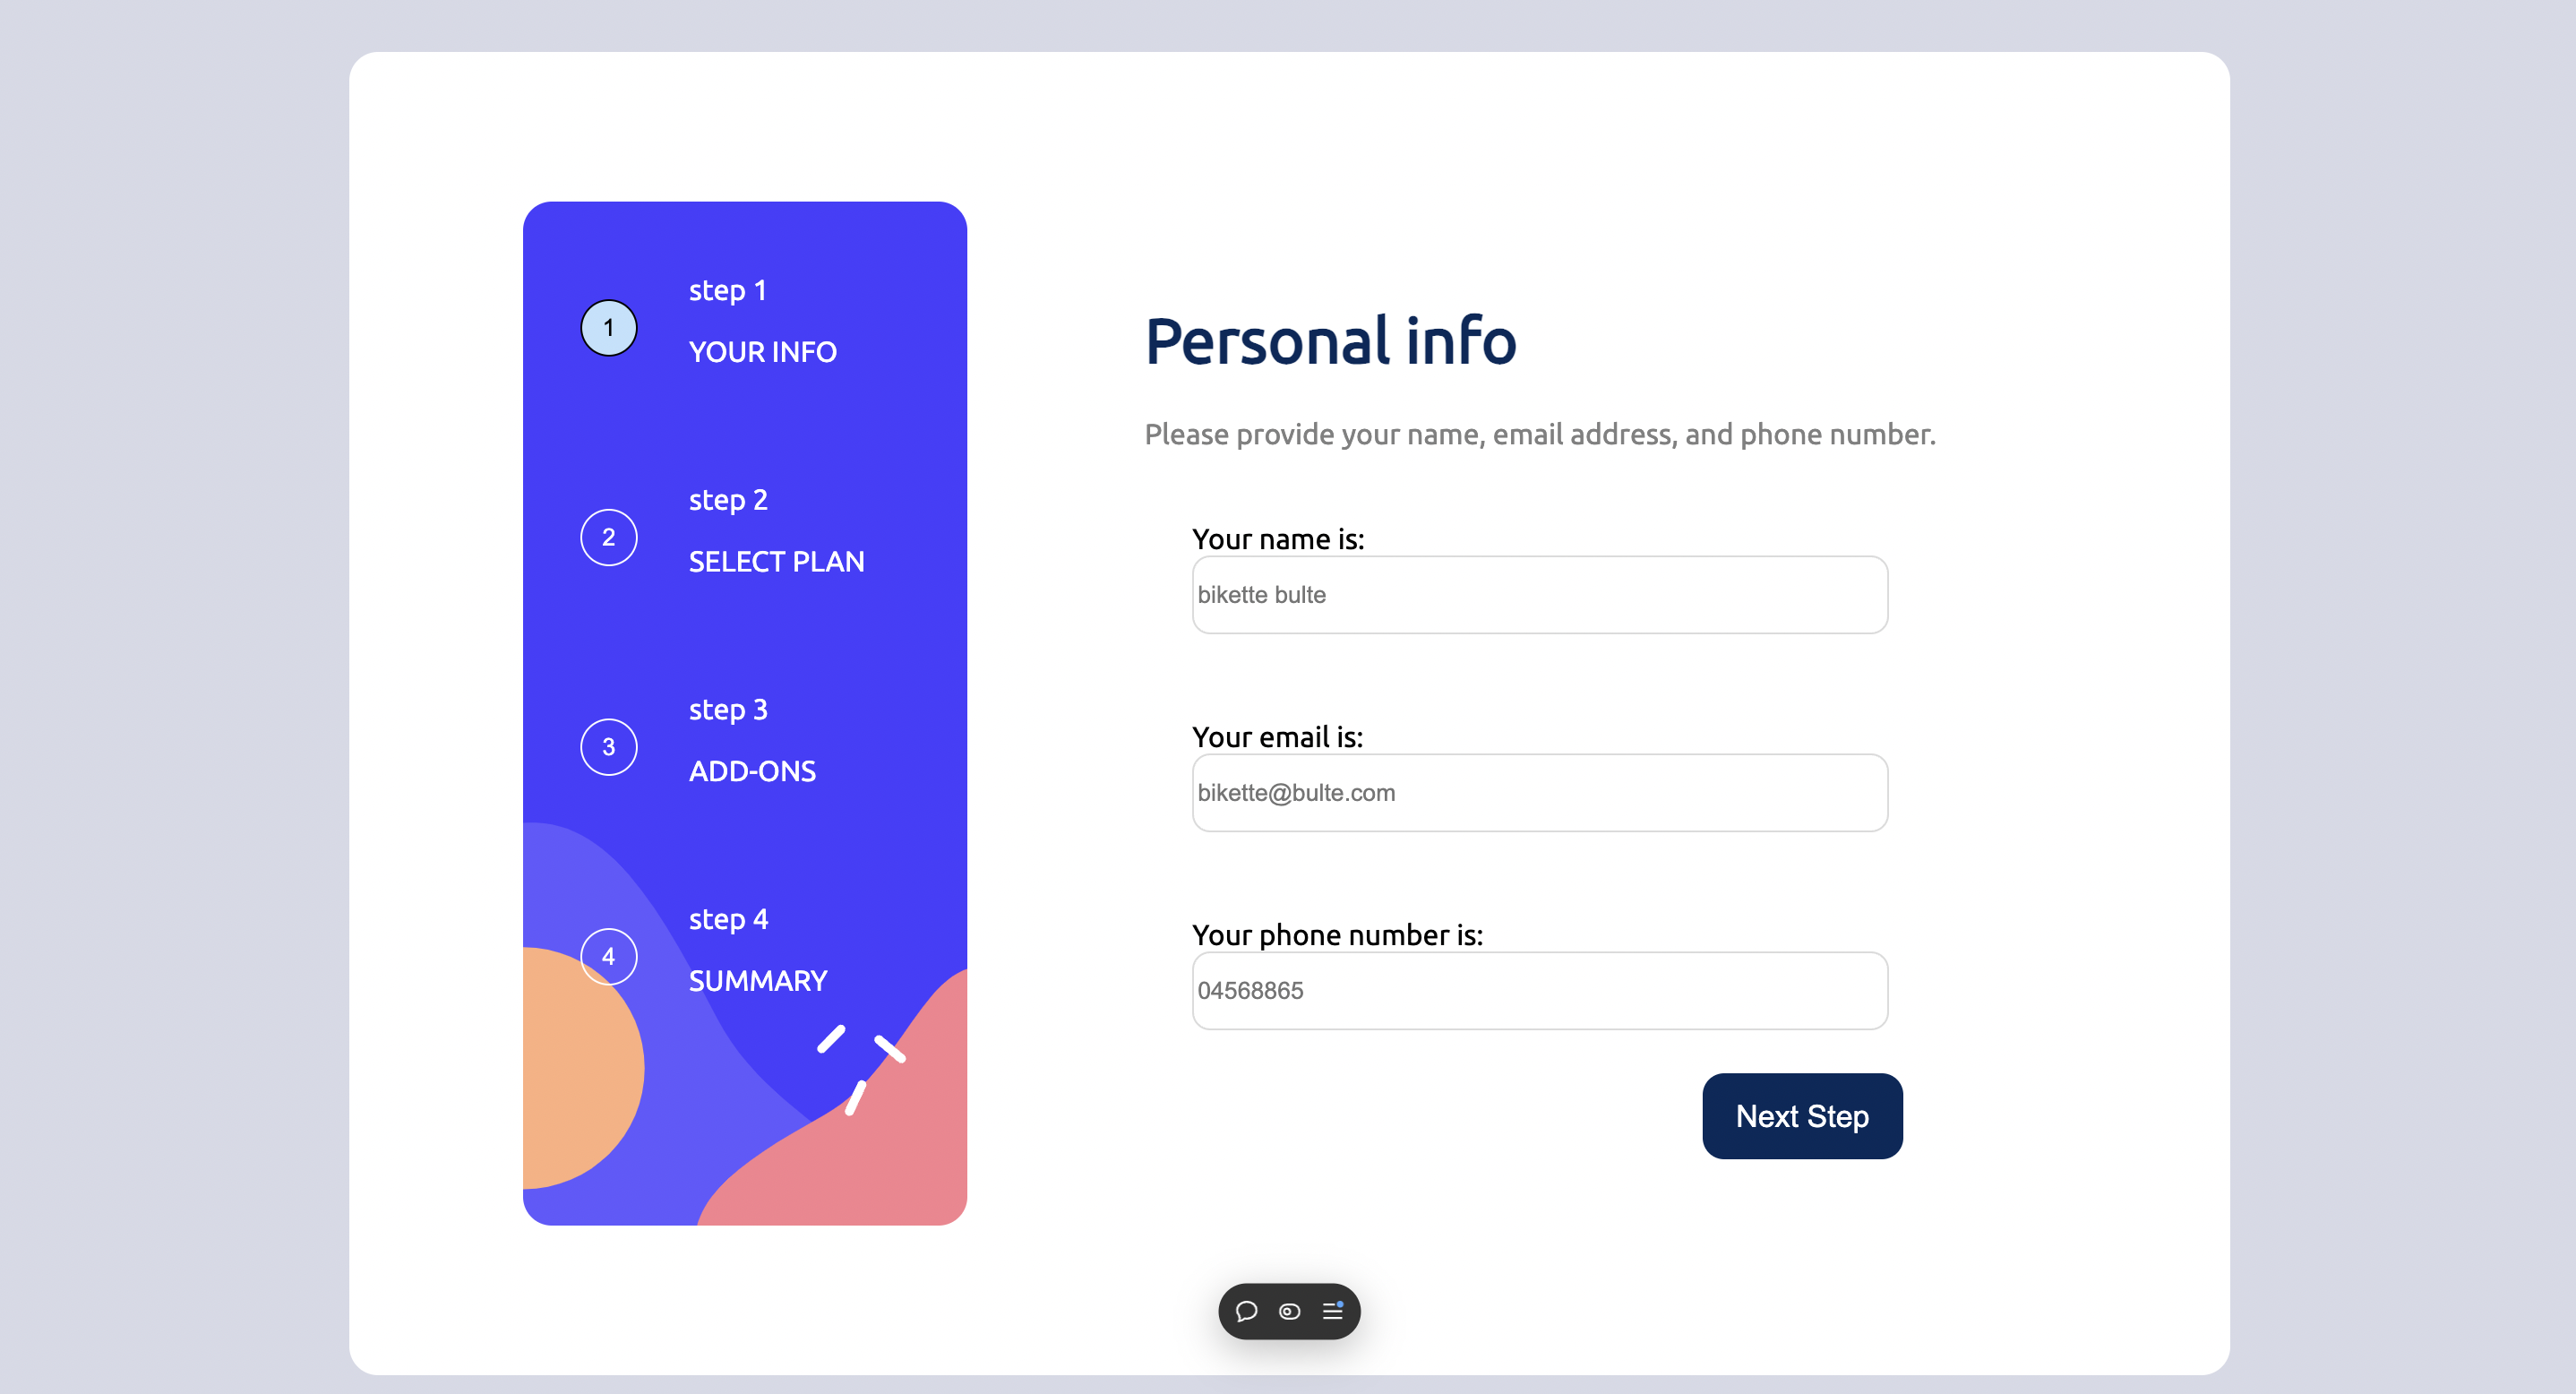 1
step 1
YOUR INFO
2
step 2
SELECT PLAN
3
step 3
ADD-ONS
4
step 4
SUMMARY
Personal info
Please provide your name, email address, and phone number.
Your name is:
bikette bulte
Your email is:
bikette@bulte.com
Your phone number is:
04568865
Next Step